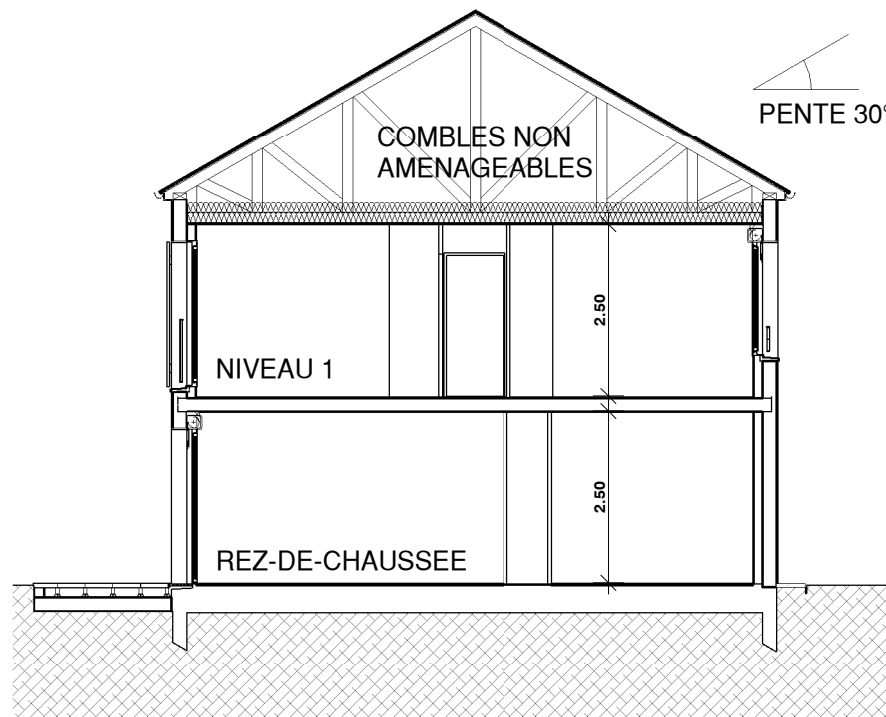 PENTE 30°
COMBLES NON
AMENAGEABLES
2.50
NIVEAU 1
2.50
REZ-DE-CHAUSSEE